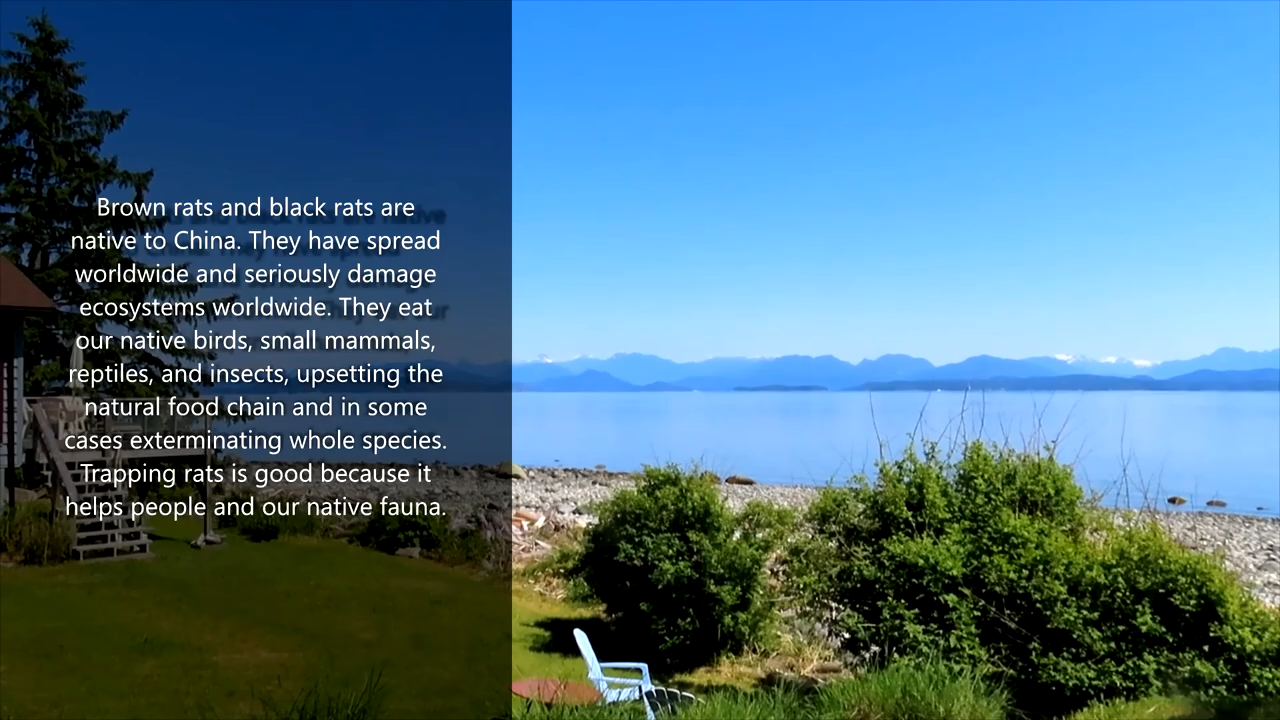 Brown rats and black rats are
native to China. They have spread
worldwide and seriously damage
ecosystems worldwide. They eat
our native birds, small mammals,
reptiles, and insects, upsetting the
natural food chain and in some
cases exterminating whole species.
Trapping rats is good because it
helps people and our native fauna.